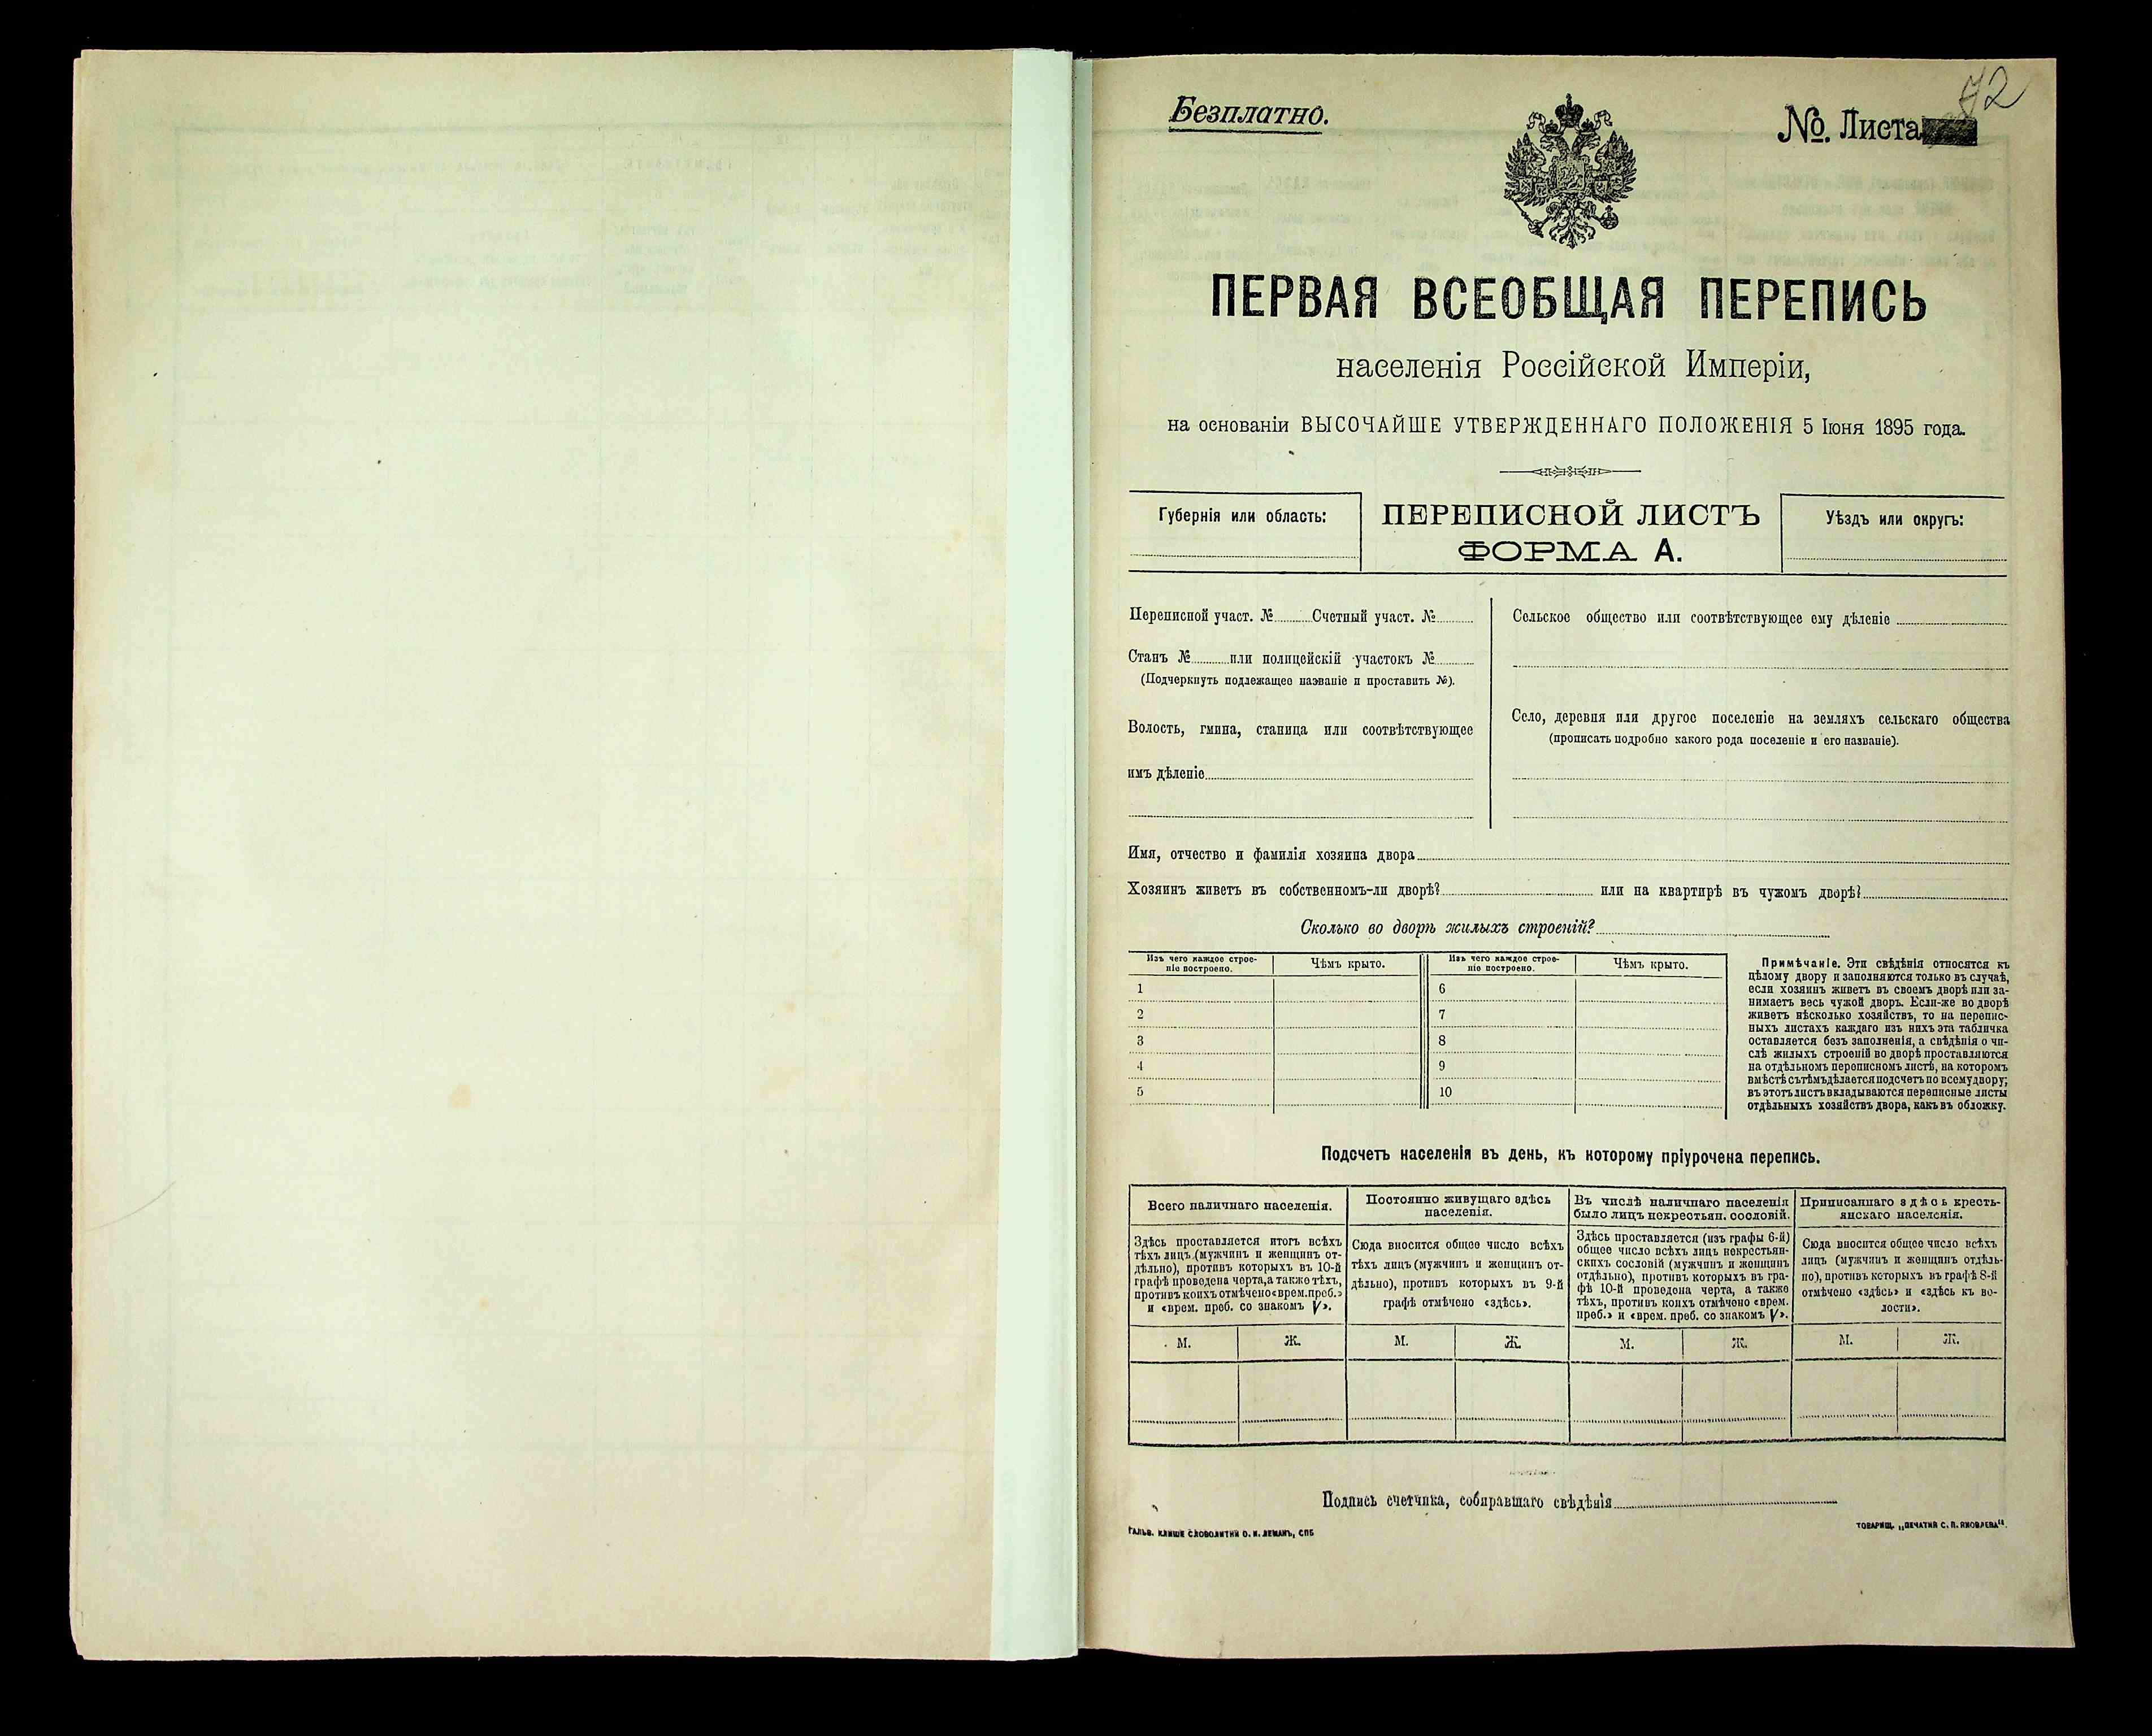 Безплатно.
№. Листа
ПЕРВАЯ ВСЕОБЩАЯ ПЕРЕПИСЬ
населенія Россійской Имперіи,
на основаніи ВЫСОЧАЙШЕ УТВЕРЖДЕННАГО ПОЛОЖЕНІЯ 5 Іюня 1895 года.
Губернія или область:
ПЕРЕПИСНОЙ ЛИСТЪ
ФОРМА А.
Уѣздъ или округъ:
Переписной участ. № Счетный участ. №
Станъ № или полицейскій участокъ №
(Подчеркнуть подлежащее названіе и проставить №).
Волость, гмина, станица или соотвѣтствующее
имъ дѣленіе
Сельское общество или соотвѣтствующее ему дѣленіе
Село, деревня или другое поселеніе на земляхъ сельскаго общества
(прописать подробно какого рода поселеніе и его названіе).
Имя, отчество и фамилія хозяина двора
Хозяинъ живетъ въ собственномъ-ли дворѣ? или на квартирѣ въ чужомъ дворѣ?
Сколько во дворѣ жилыхъ строеній?
Изъ чего каждое строе-
ніе построено.
Чѣмъ крыто.
Изъ чего каждое строе-
ніе построено.
Чѣмъ крыто.
1 6
2 7
3 8
4 9
5 10
Примѣчаніе. Эти свѣдѣнія относятся къ
цѣлому двору и заполняются только въ случаѣ,
если хозяинъ живетъ въ своемъ дворѣ или за-
нимаетъ весь чужой дворъ. Если-же во дворѣ
живетъ нѣсколько хозяйствъ, то на перепис-
ныхъ листахъ каждаго изъ нихъ эта табличка
оставляется безъ заполненія, а свѣдѣнія о чи-
слѣ жилыхъ строеній во дворѣ проставляются
на отдѣльномъ переписномъ листѣ, на которомъ
вмѣстѣ съ тѣмъ дѣлается подсчетъ по всему двору;
въ этотъ листъ вкладываются переписные листы
отдѣльныхъ хозяйствъ двора, какъ въ обложку.
Подсчетъ населенія въ день, къ которому пріурочена перепись.
Всего наличнаго населенія.
Здѣсь проставляется итогъ всѣхъ
тѣхъ лицъ (мужчинъ и женщинъ от-
дѣльно), противъ которыхъ въ 10-й
графѣ проведена черта, а также тѣхъ,
противъ коихъ отмѣчено «врем. преб.»
и «врем. преб. со знакомъ V».
Постоянно живущаго здѣсь
населенія.
Сюда вносится общее число всѣхъ
тѣхъ лицъ (мужчинъ и женщинъ от-
дѣльно), противъ которыхъ въ 9-й
графѣ отмѣчено «здѣсь».
Въ числѣ наличнаго населенія
было лицъ некрестьян. сословій.
Здѣсь проставляется (изъ графы 6-й)
общее число всѣхъ лицъ некрестьян-
скихъ сословій (мужчинъ и женщинъ
отдѣльно), противъ которыхъ въ гра-
фѣ 10-й проведена черта, а также
тѣхъ, противъ коихъ отмѣчено «врем.
преб.» и «врем. преб. со знакомъ V».
Приписаннаго здѣсь кресть-
янскаго населенія.
Сюда вносится общее число всѣхъ
лицъ (мужчинъ и женщинъ отдѣль-
но), противъ которыхъ въ графѣ 8-й
отмѣчено «здѣсь» и «здѣсь къ во-
лости».
М. Ж. М. Ж. М. Ж. М. Ж.
Подпись счетчика, собиравшаго свѣдѣнія
ГАЛЬВ. КЛИШЕ СЛОВОЛИТНИ О. И. ЛЕМАНЪ, СПБ
ТОВАРИЩ. „ПЕЧАТНЯ С. П. ЯКОВЛЕВА“.